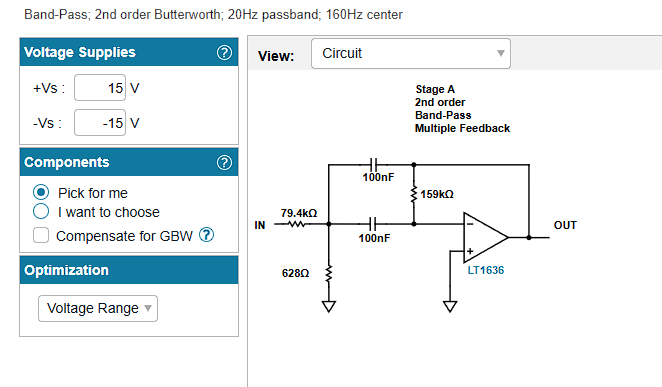 Band-Pass; 2nd order Butterworth; 20Hz passband; 160Hz center
Voltage Supplies ?
+Vs : 15 V
-Vs : -15 V
Components ?
Pick for me
I want to choose
Compensate for GBW ?
Optimization
Voltage Range
View: Circuit
Stage A
2nd order
Band-Pass
Multiple Feedback
100nF
159kΩ
79.4kΩ
IN
100nF
OUT
-
+
LT1636
628Ω